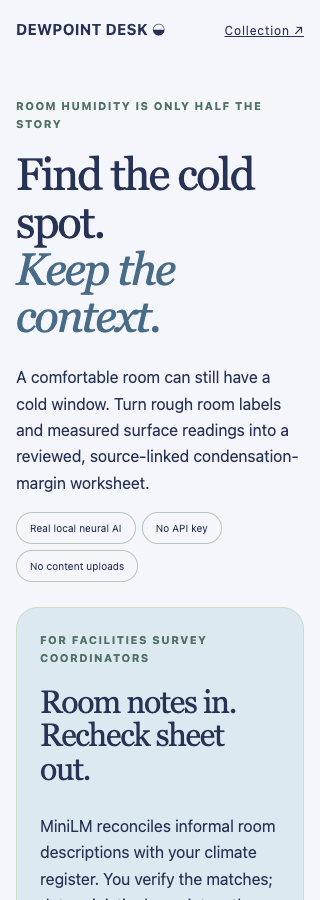 DEWPOINT DESK
Collection ↗
ROOM HUMIDITY IS ONLY HALF THE
STORY
Find the cold
spot.
Keep the
context.
A comfortable room can still have a
cold window. Turn rough room labels
and measured surface readings into a
reviewed, source-linked condensation-
margin worksheet.
Real local neural AI
No API key
No content uploads
FOR FACILITIES SURVEY
COORDINATORS
Room notes in.
Recheck sheet
out.
MiniLM reconciles informal room
descriptions with your climate
register. You verify the matches;